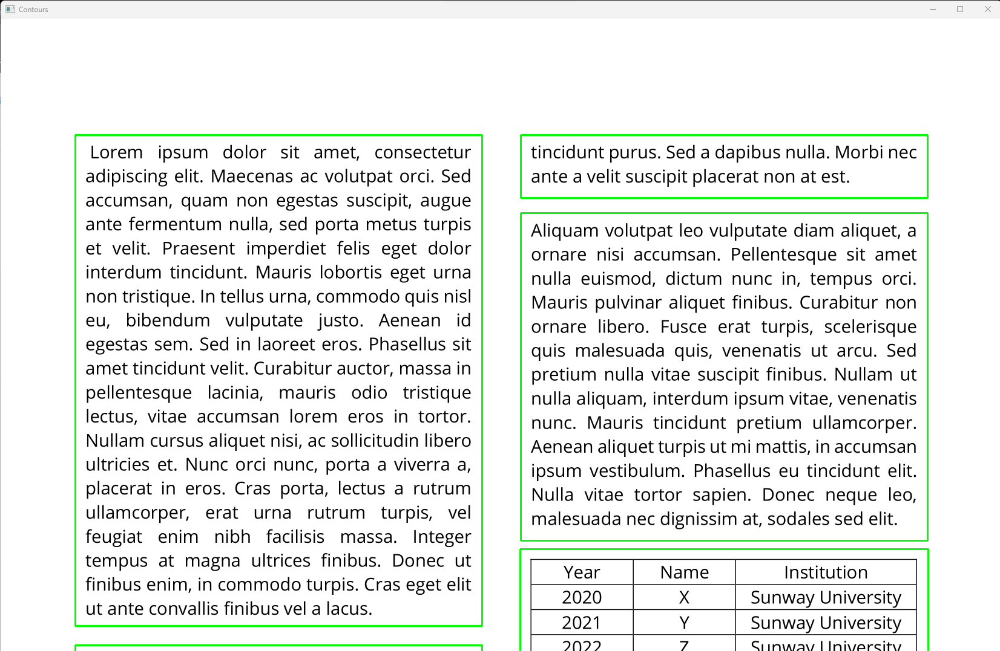 Contours
Lorem ipsum dolor sit amet, consectetur
adipiscing elit. Maecenas ac volutpat orci. Sed
accumsan, quam non egestas suscipit, augue
ante fermentum nulla, sed porta metus turpis
et velit. Praesent imperdiet felis eget dolor
interdum tincidunt. Mauris lobortis eget urna
non tristique. In tellus urna, commodo quis nisl
eu, bibendum vulputate justo. Aenean id
egestas sem. Sed in laoreet eros. Phasellus sit
amet tincidunt velit. Curabitur auctor, massa in
pellentesque lacinia, mauris odio tristique
lectus, vitae accumsan lorem eros in tortor.
Nullam cursus aliquet nisi, ac sollicitudin libero
ultricies et. Nunc orci nunc, porta a viverra a,
placerat in eros. Cras porta, lectus a rutrum
ullamcorper, erat urna rutrum turpis, vel
feugiat enim nibh facilisis massa. Integer
tempus at magna ultrices finibus. Donec ut
finibus enim, in commodo turpis. Cras eget elit
ut ante convallis finibus vel a lacus.
tincidunt purus. Sed a dapibus nulla. Morbi nec
ante a velit suscipit placerat non at est.
Aliquam volutpat leo vulputate diam aliquet, a
ornare nisi accumsan. Pellentesque sit amet
nulla euismod, dictum nunc in, tempus orci.
Mauris pulvinar aliquet finibus. Curabitur non
ornare libero. Fusce erat turpis, scelerisque
quis malesuada quis, venenatis ut arcu. Sed
pretium nulla vitae suscipit finibus. Nullam ut
nulla aliquam, interdum ipsum vitae, venenatis
nunc. Mauris tincidunt pretium ullamcorper.
Aenean aliquet turpis ut mi mattis, in accumsan
ipsum vestibulum. Phasellus eu tincidunt elit.
Nulla vitae tortor sapien. Donec neque leo,
malesuada nec dignissim at, sodales sed elit.
Year Name Institution
2020 X Sunway University
2021 Y Sunway University
2022 Z Sunway University